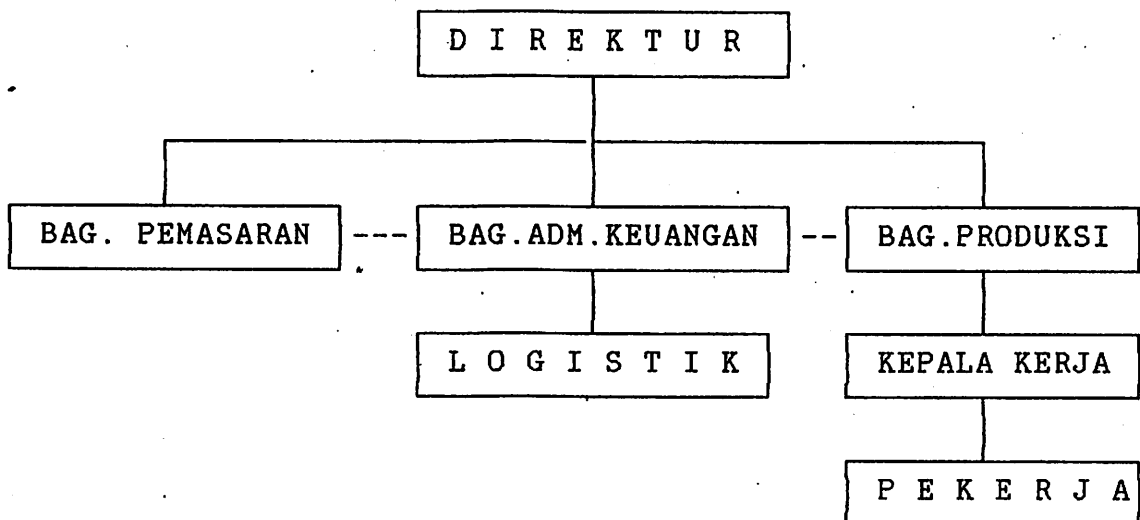 D I R E K T U R
BAG. PEMASARAN --- BAG.ADM.KEUANGAN -- BAG.PRODUKSI
L O G I S T I K KEPALA KERJA
P E K E R J A